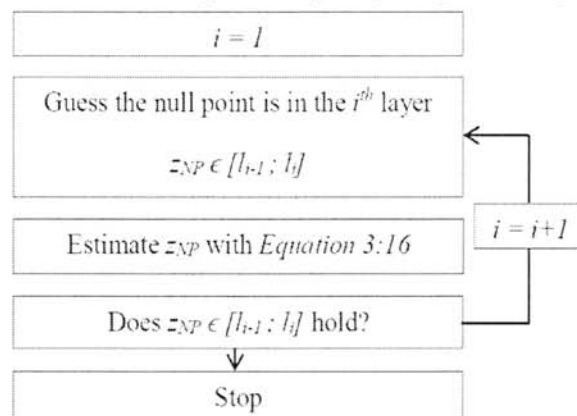 i = 1
Guess the null point is in the iᵗʰ layer
z_NP ϵ [l_i-1 ; l_i]
Estimate z_NP with Equation 3:16
i = i+1
Does z_NP ϵ [l_i-1 ; l_i] hold?
Stop